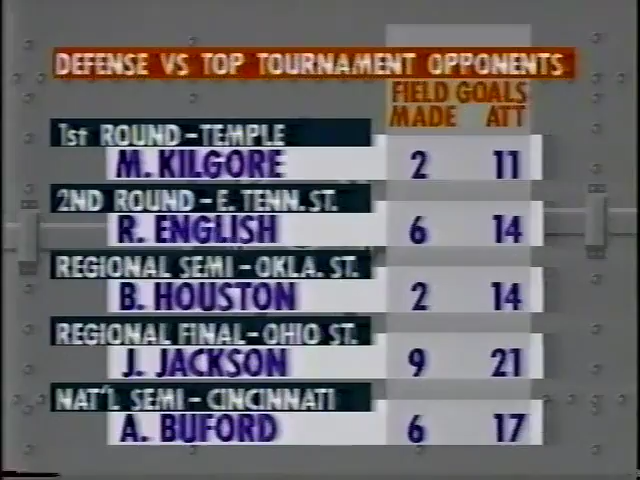 DEFENSE VS TOP TOURNAMENT OPPONENTS
FIELD GOALS
MADE ATT
1st ROUND-TEMPLE
M. KILGORE 2 11
2ND ROUND-E. TENN. ST.
R. ENGLISH 6 14
REGIONAL SEMI-OKLA. ST.
B. HOUSTON 2 14
REGIONAL FINAL-OHIO ST.
J. JACKSON 9 21
NAT'L SEMI-CINCINNATI
A. BUFORD 6 17